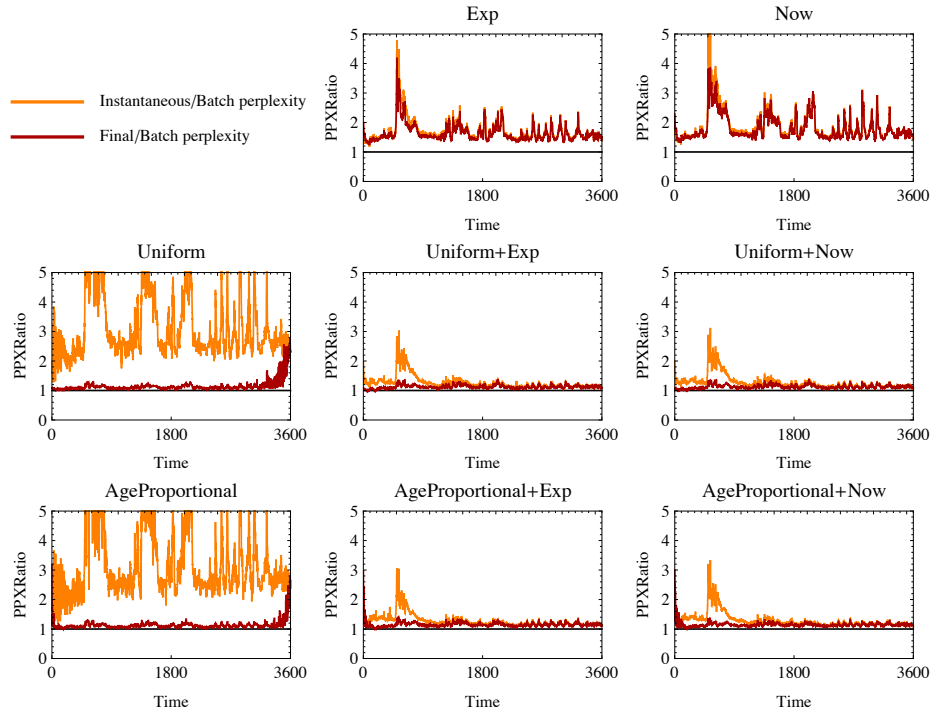 Exp
Now
Instantaneous/Batch perplexity
Final/Batch perplexity
PPXRatio
5
4
3
2
1
0
0 1800 3600
Time
PPXRatio
5
4
3
2
1
0
0 1800 3600
Time
Uniform
Uniform+Exp
Uniform+Now
PPXRatio
5
4
3
2
1
0
0 1800 3600
Time
PPXRatio
5
4
3
2
1
0
0 1800 3600
Time
PPXRatio
5
4
3
2
1
0
0 1800 3600
Time
AgeProportional
AgeProportional+Exp
AgeProportional+Now
PPXRatio
5
4
3
2
1
0
0 1800 3600
Time
PPXRatio
5
4
3
2
1
0
0 1800 3600
Time
PPXRatio
5
4
3
2
1
0
0 1800 3600
Time